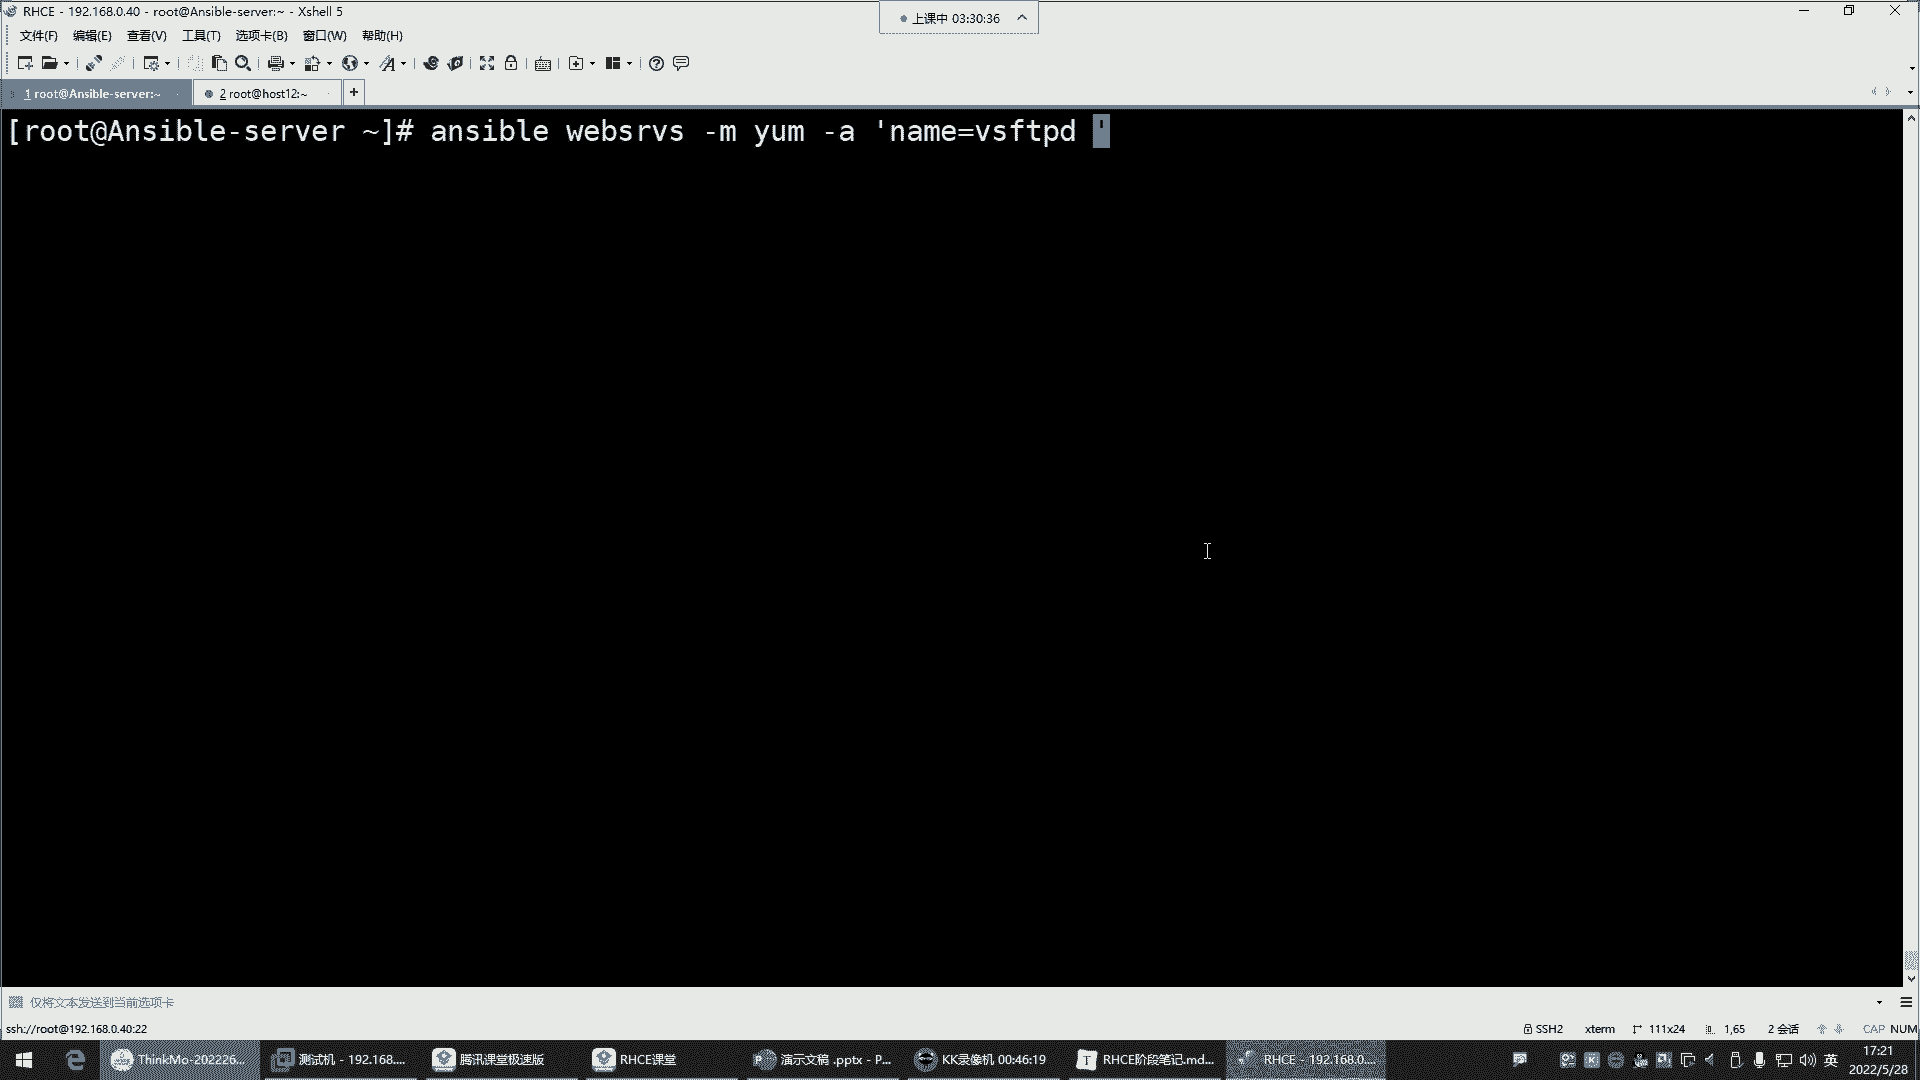 RHCE - 192.168.0.40 - root@Ansible-server:~ - Xshell 5
上课中 03:30:36
文件(F) 编辑(E) 查看(V) 工具(T) 选项卡(B) 窗口(W) 帮助(H)
1 root@Ansible-server:~ 2 root@host12:~
[root@Ansible-server ~]# ansible websrvs -m yum -a 'name=vsftpd '
仅将文本发送到当前选项卡
ssh://root@192.168.0.40:22 SSH2 xterm 111x24 1,65 2 会话 CAP NUM
ThinkMo-202226... 测试机 - 192.168.... 腾讯课堂极速版 RHCE课堂 演示文稿 .pptx - P... KK录像机 00:46:19 RHCE阶段笔记.md... RHCE - 192.168.0.... 英 17:21
2022/5/28